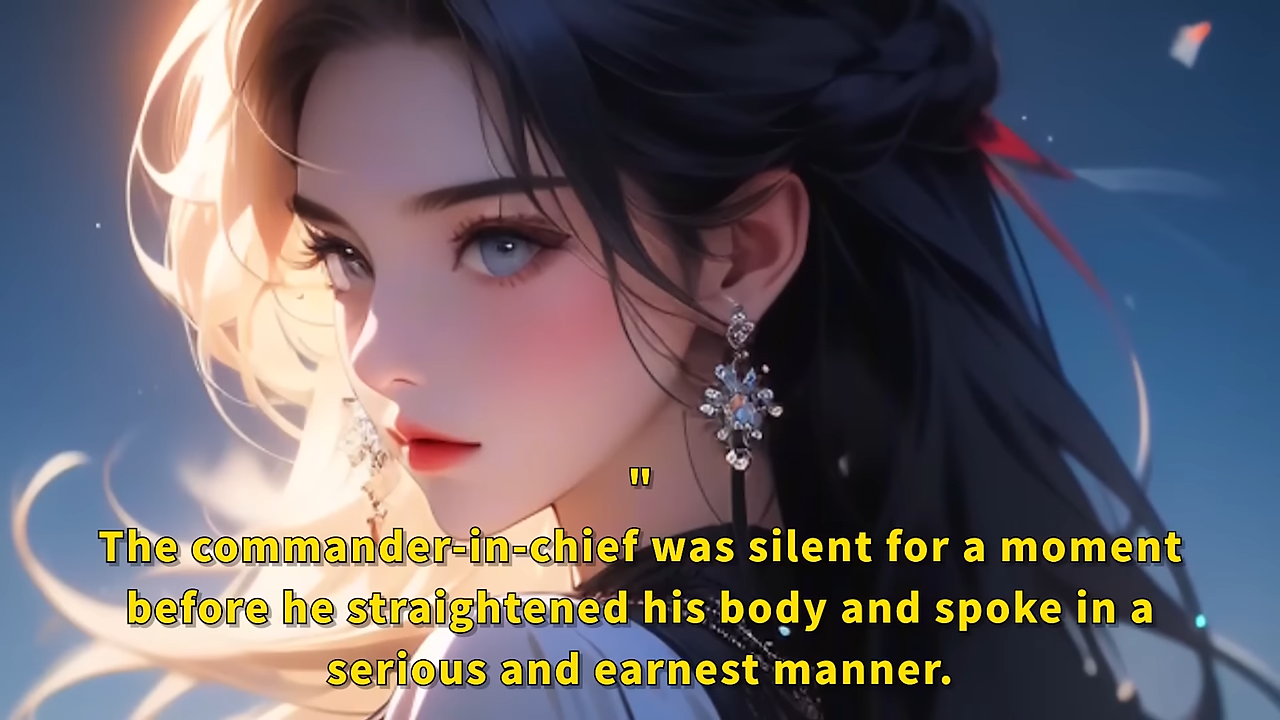 "
The commander-in-chief was silent for a moment
before he straightened his body and spoke in a
serious and earnest manner.